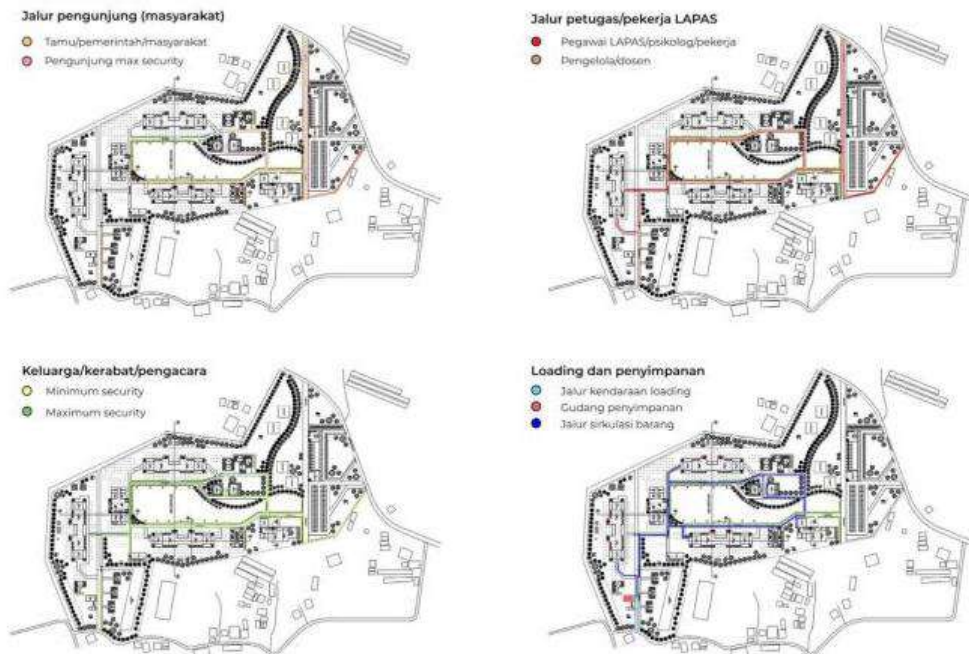 Jalur pengunjung (masyarakat)
Tamu/pemerintah/masyarakat
Pengunjung max security
Jalur petugas/pekerja LAPAS
Pegawai LAPAS/psikolog/pekerja
Pengelola/dosen
Keluarga/kerabat/pengacara
Minimum security
Maximum security
Loading dan penyimpanan
Jalur kendaraan loading
Gudang penyimpanan
Jalur sirkulasi barang